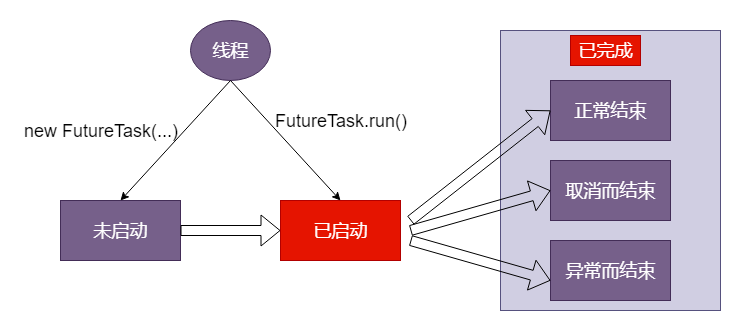 线程
已完成
正常结束
new FutureTask(...)
FutureTask.run()
取消而结束
未启动
已启动
异常而结束